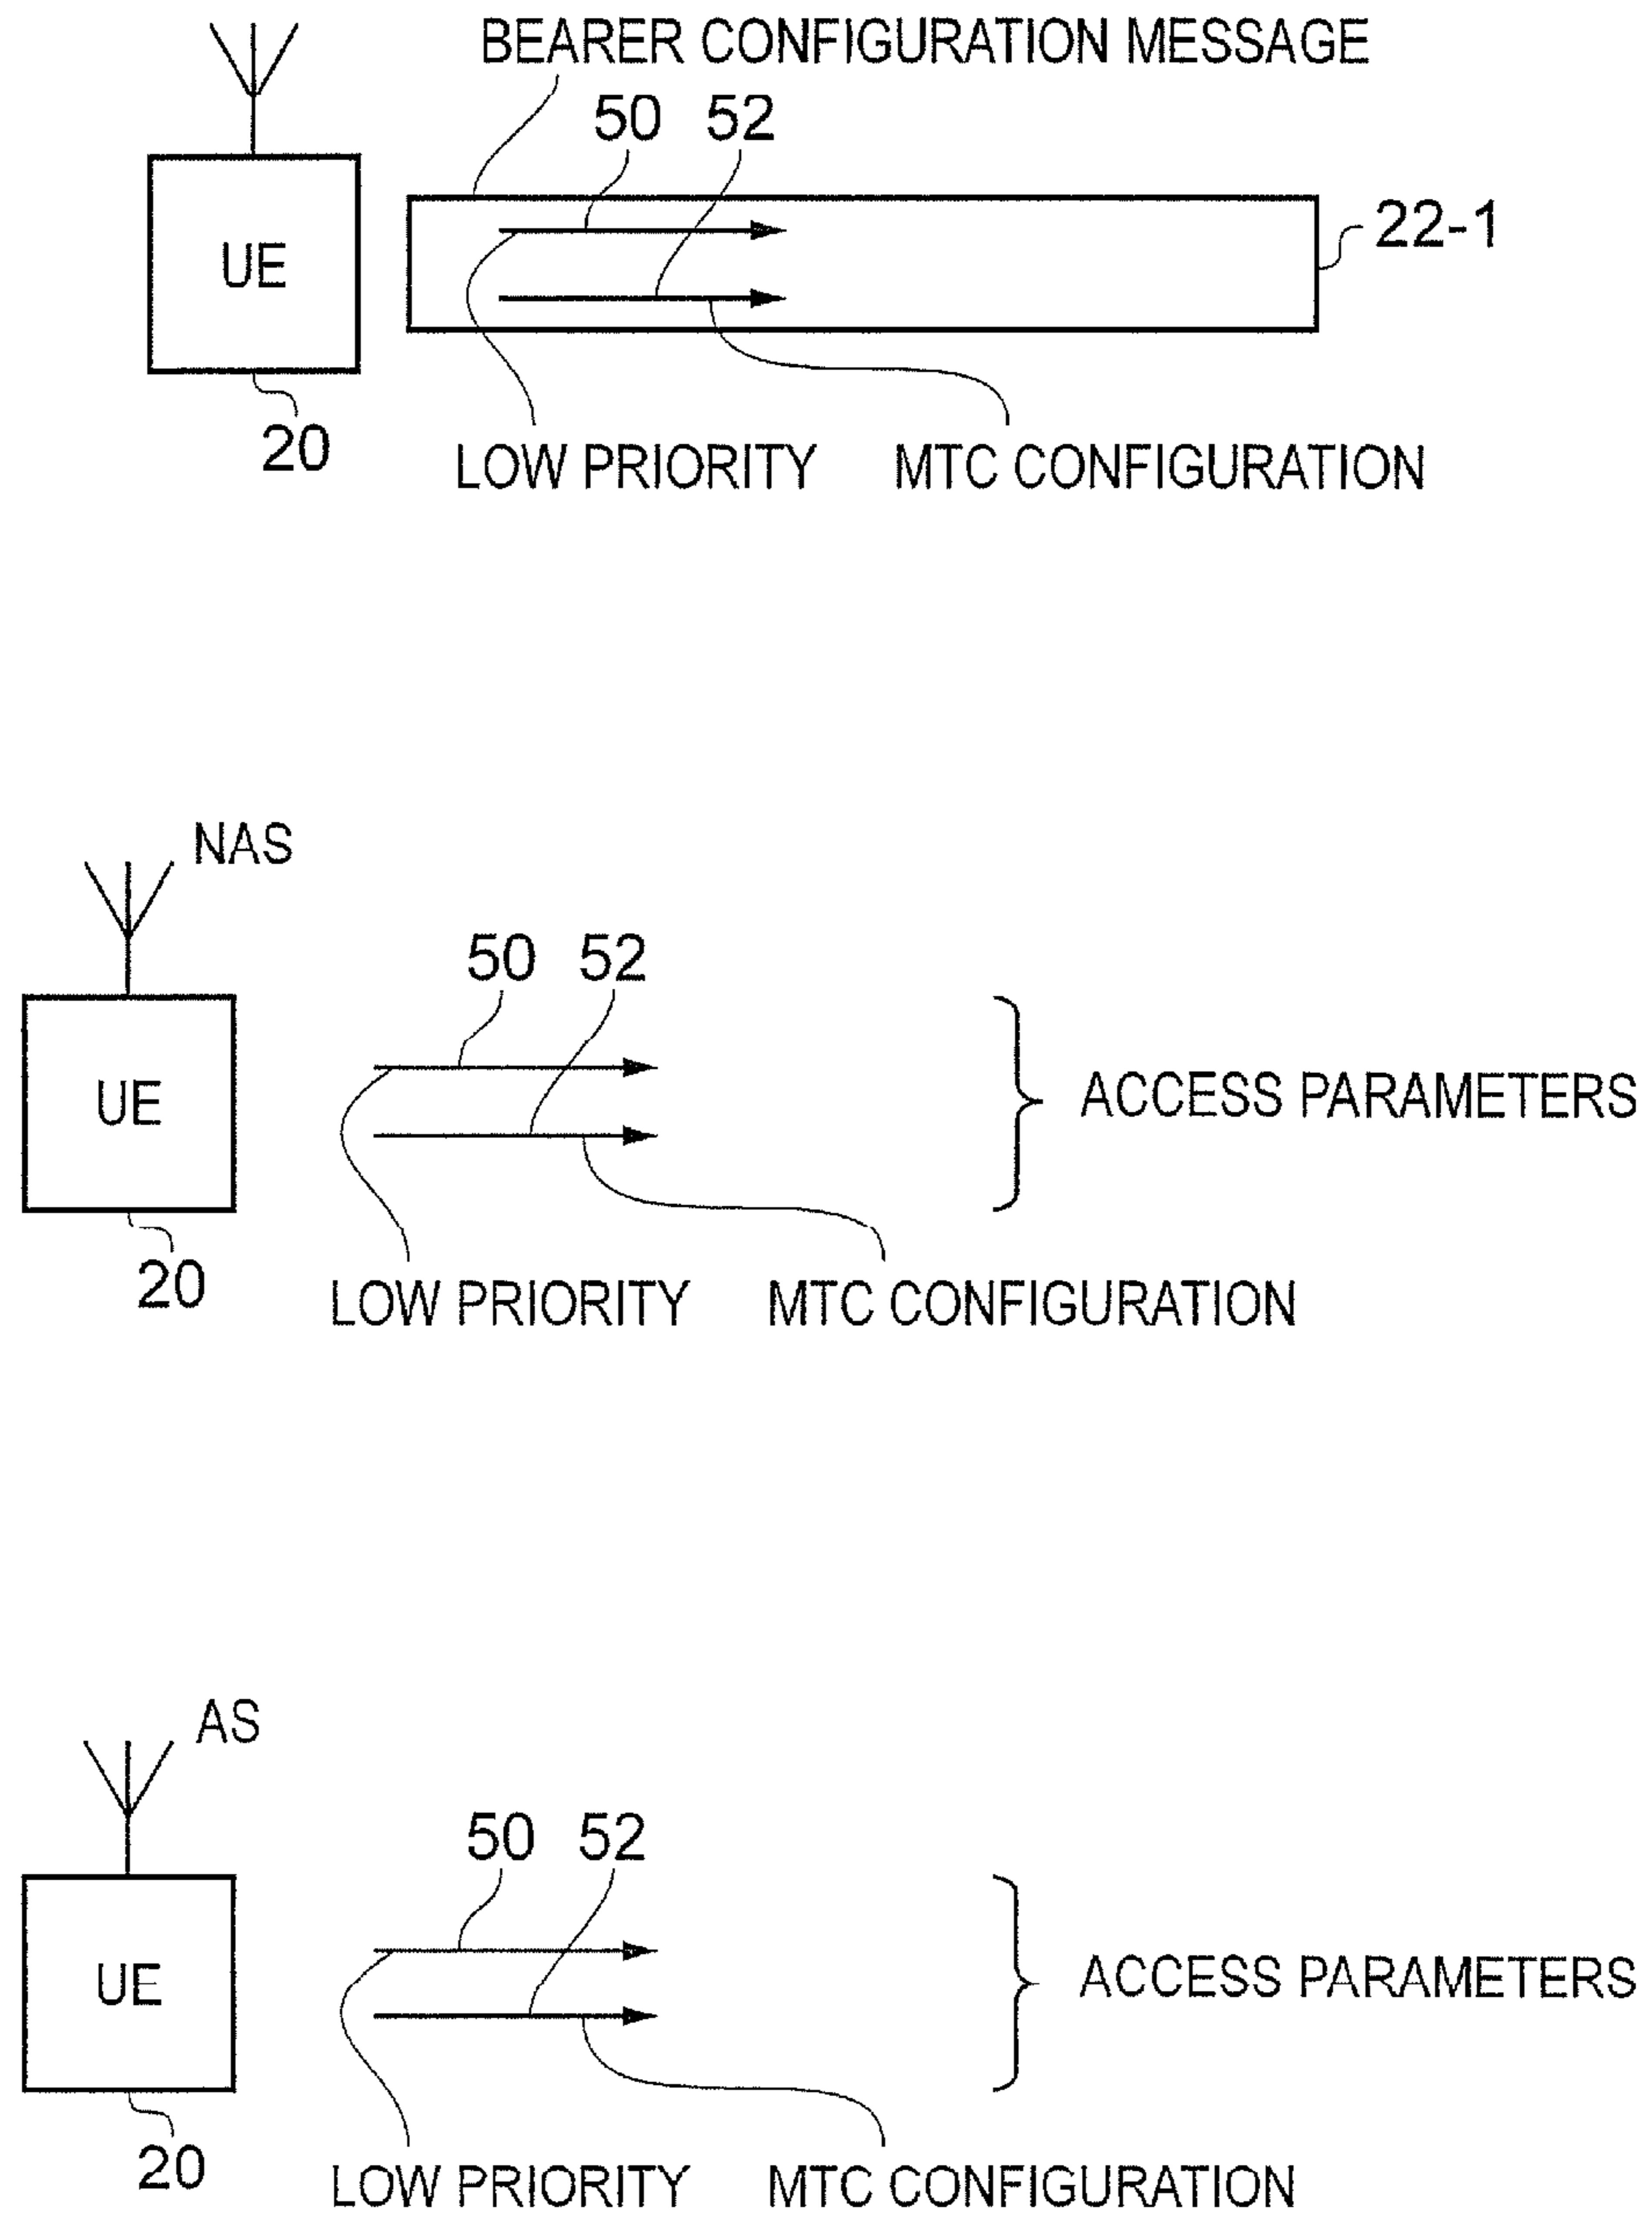 BEARER CONFIGURATION MESSAGE
50 52
UE
22-1
20
LOW PRIORITY MTC CONFIGURATION
NAS
50 52
UE
ACCESS PARAMETERS
20
LOW PRIORITY MTC CONFIGURATION
AS
50 52
UE
ACCESS PARAMETERS
20
LOW PRIORITY MTC CONFIGURATION